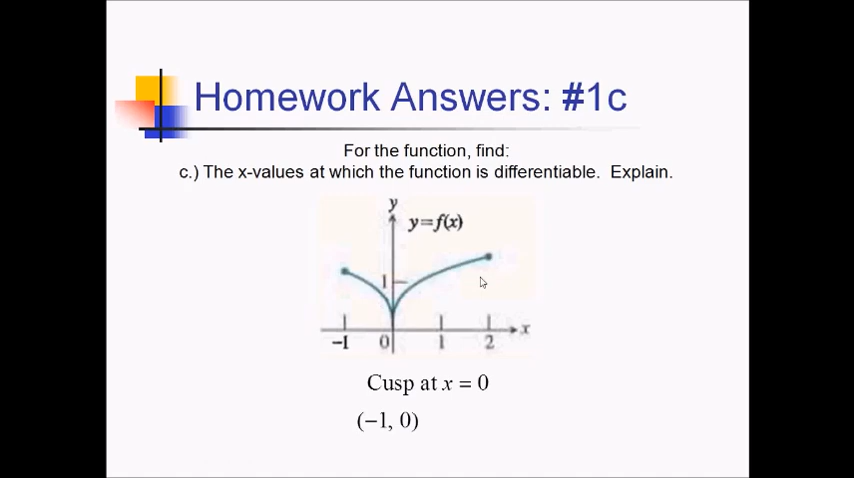 Homework Answers: #1c
For the function, find:
c.) The x-values at which the function is differentiable.  Explain.
y
y=f(x)
1
−1 0 1 2 x
Cusp at x = 0
(−1, 0)